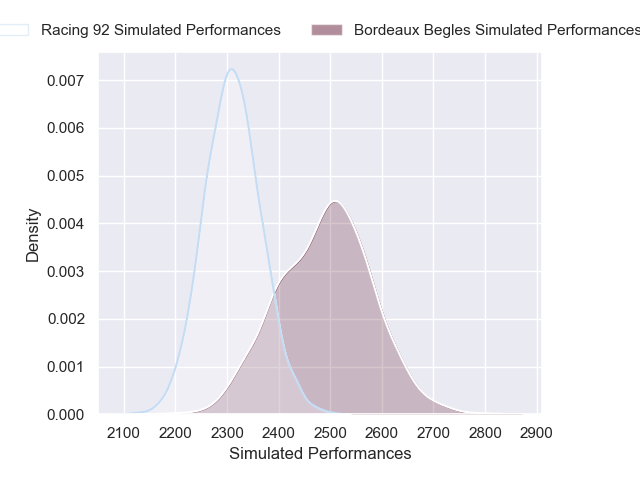 Racing 92 Simulated Performances
Bordeaux Begles Simulated Performances
0.007
0.006
0.005
0.004
0.003
0.002
0.001
0.000
Density
2100 2200 2300 2400 2500 2600 2700 2800 2900
Simulated Performances